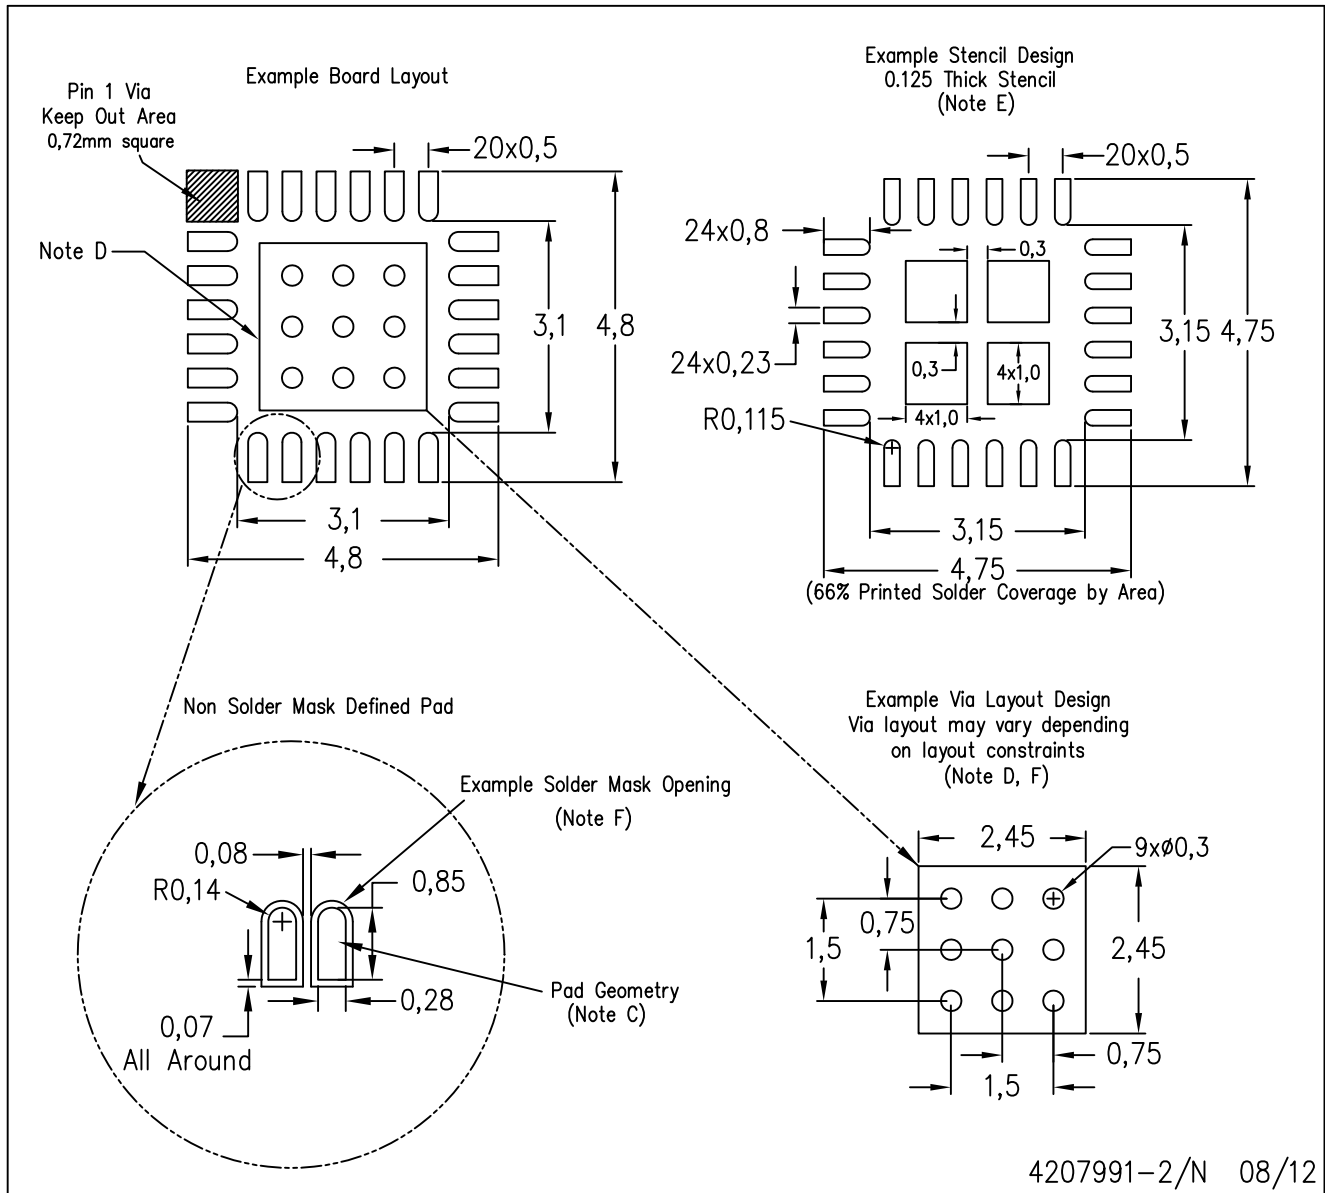 Example Board Layout
Pin 1 Via
Keep Out Area
0,72mm square
20x0,5
Note D
3,1
4,8
3,1
4,8
Example Stencil Design
0.125 Thick Stencil
(Note E)
20x0,5
24x0,8
0,3
3,15
4,75
24x0,23
0,3
4x1,0
R0,115
4x1,0
3,15
4,75
(66% Printed Solder Coverage by Area)
Non Solder Mask Defined Pad
Example Solder Mask Opening
(Note F)
0,08
R0,14
0,85
0,28
Pad Geometry
(Note C)
0,07
All Around
Example Via Layout Design
Via layout may vary depending
on layout constraints
(Note D, F)
2,45
9xø0,3
0,75
1,5
2,45
0,75
1,5
4207991-2/N 08/12